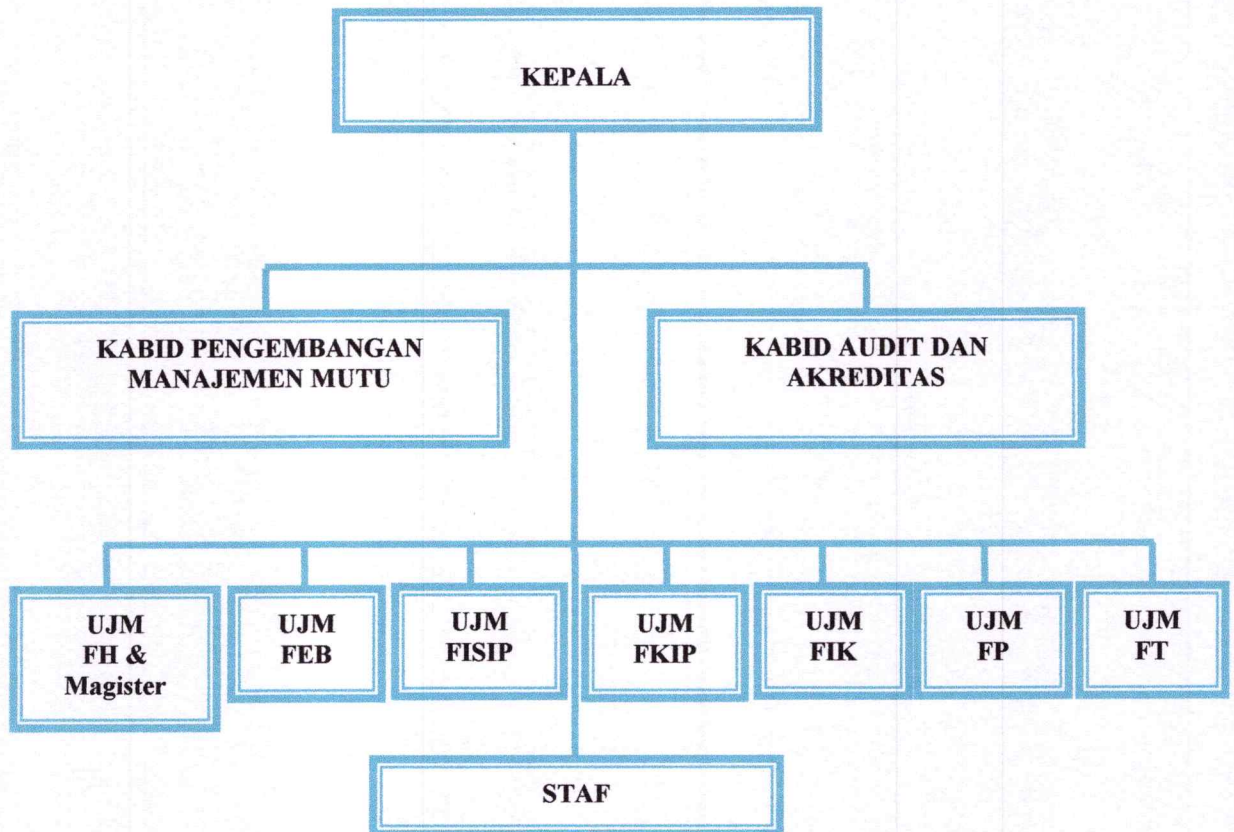 KEPALA
KABID PENGEMBANGAN
MANAJEMEN MUTU
KABID AUDIT DAN
AKREDITAS
UJM
FH &
Magister
UJM
FEB
UJM
FISIP
UJM
FKIP
UJM
FIK
UJM
FP
UJM
FT
STAF